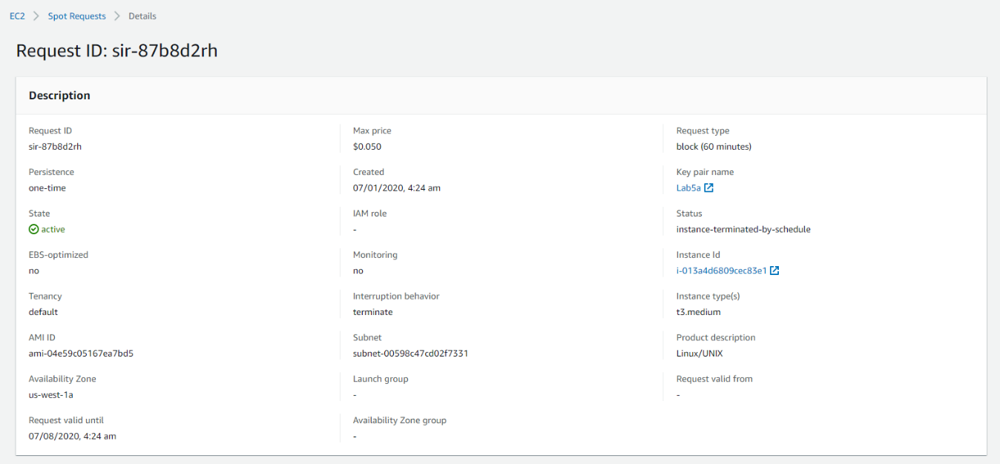 EC2 > Spot Requests > Details
Request ID: sir-87b8d2rh
Description
Request ID
sir-87b8d2rh
Max price
$0.050
Request type
block (60 minutes)
Persistence
one-time
Created
07/01/2020, 4:24 am
Key pair name
Lab5a
State
active
IAM role
-
Status
instance-terminated-by-schedule
EBS-optimized
no
Monitoring
no
Instance Id
i-013a4d6809cec83e1
Tenancy
default
Interruption behavior
terminate
Instance type(s)
t3.medium
AMI ID
ami-04e59c05167ea7bd5
Subnet
subnet-00598c47cd02f7331
Product description
Linux/UNIX
Availability Zone
us-west-1a
Launch group
-
Request valid from
-
Request valid until
07/08/2020, 4:24 am
Availability Zone group
-